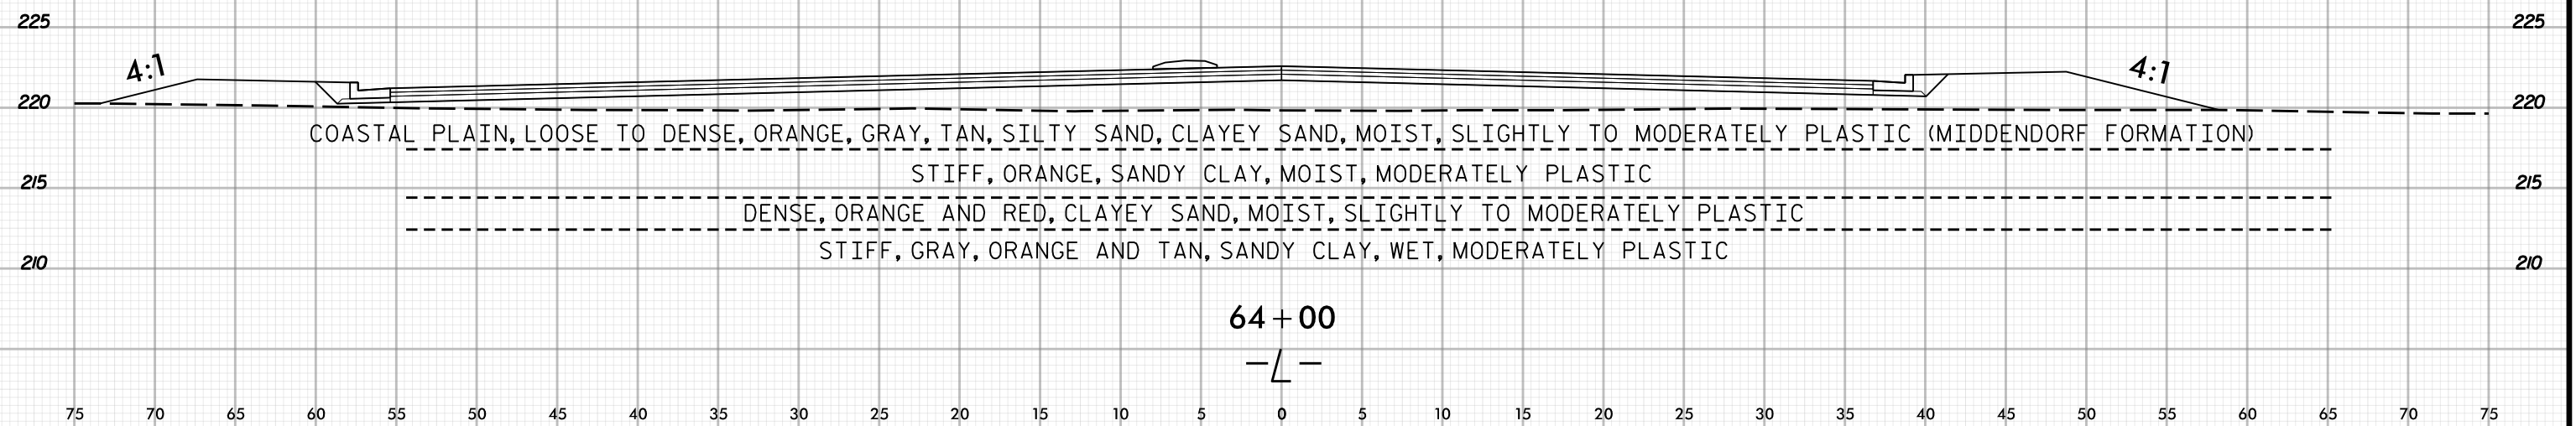 225 225
4:1 4:1
220 220
COASTAL PLAIN, LOOSE TO DENSE, ORANGE, GRAY, TAN, SILTY SAND, CLAYEY SAND, MOIST, SLIGHTLY TO MODERATELY PLASTIC (MIDDENDORF FORMATION)
STIFF, ORANGE, SANDY CLAY, MOIST, MODERATELY PLASTIC
215 215
DENSE, ORANGE AND RED, CLAYEY SAND, MOIST, SLIGHTLY TO MODERATELY PLASTIC
STIFF, GRAY, ORANGE AND TAN, SANDY CLAY, WET, MODERATELY PLASTIC
210 210
64+00
-L-
75 70 65 60 55 50 45 40 35 30 25 20 15 10 5 0 5 10 15 20 25 30 35 40 45 50 55 60 65 70 75